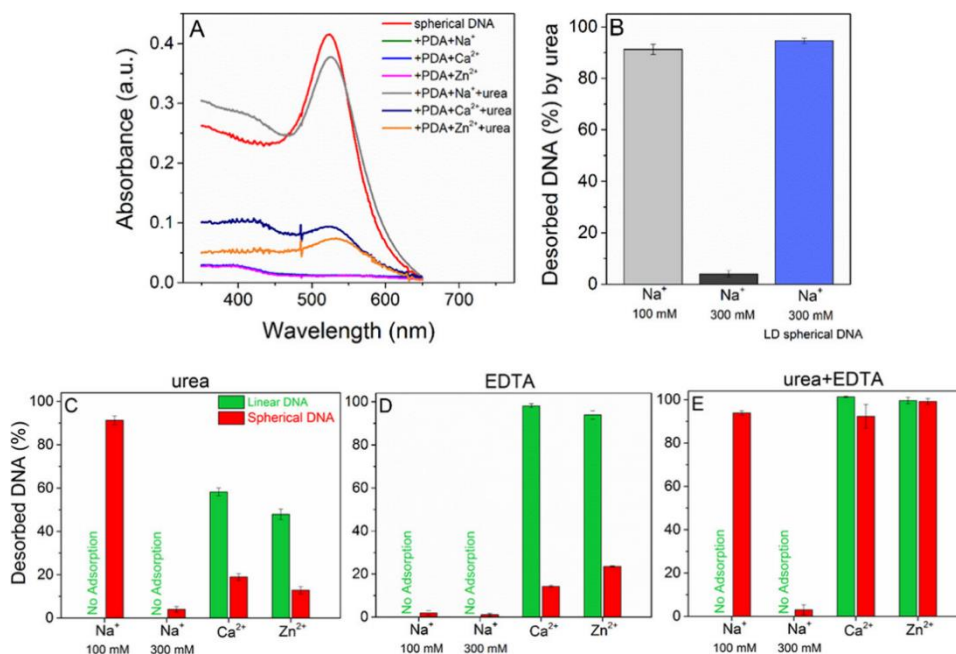 A
spherical DNA
+PDA+Na⁺
+PDA+Ca²⁺
+PDA+Zn²⁺
+PDA+Na⁺+urea
+PDA+Ca²⁺+urea
+PDA+Zn²⁺+urea
Absorbance (a.u.)
0.4
0.3
0.2
0.1
0.0
400 500 600 700
Wavelength (nm)
B
Desorbed DNA (%) by urea
100
80
60
40
20
0
Na⁺ Na⁺ Na⁺
100 mM 300 mM 300 mM
LD spherical DNA
urea
C
Linear DNA
Spherical DNA
Desorbed DNA (%)
100
80
60
40
20
0
No Adsorption
No Adsorption
Na⁺ Na⁺ Ca²⁺ Zn²⁺
100 mM 300 mM
EDTA
D
100
80
60
40
20
0
No Adsorption
No Adsorption
Na⁺ Na⁺ Ca²⁺ Zn²⁺
100 mM 300 mM
urea+EDTA
E
100
80
60
40
20
0
No Adsorption
No Adsorption
Na⁺ Na⁺ Ca²⁺ Zn²⁺
100 mM 300 mM